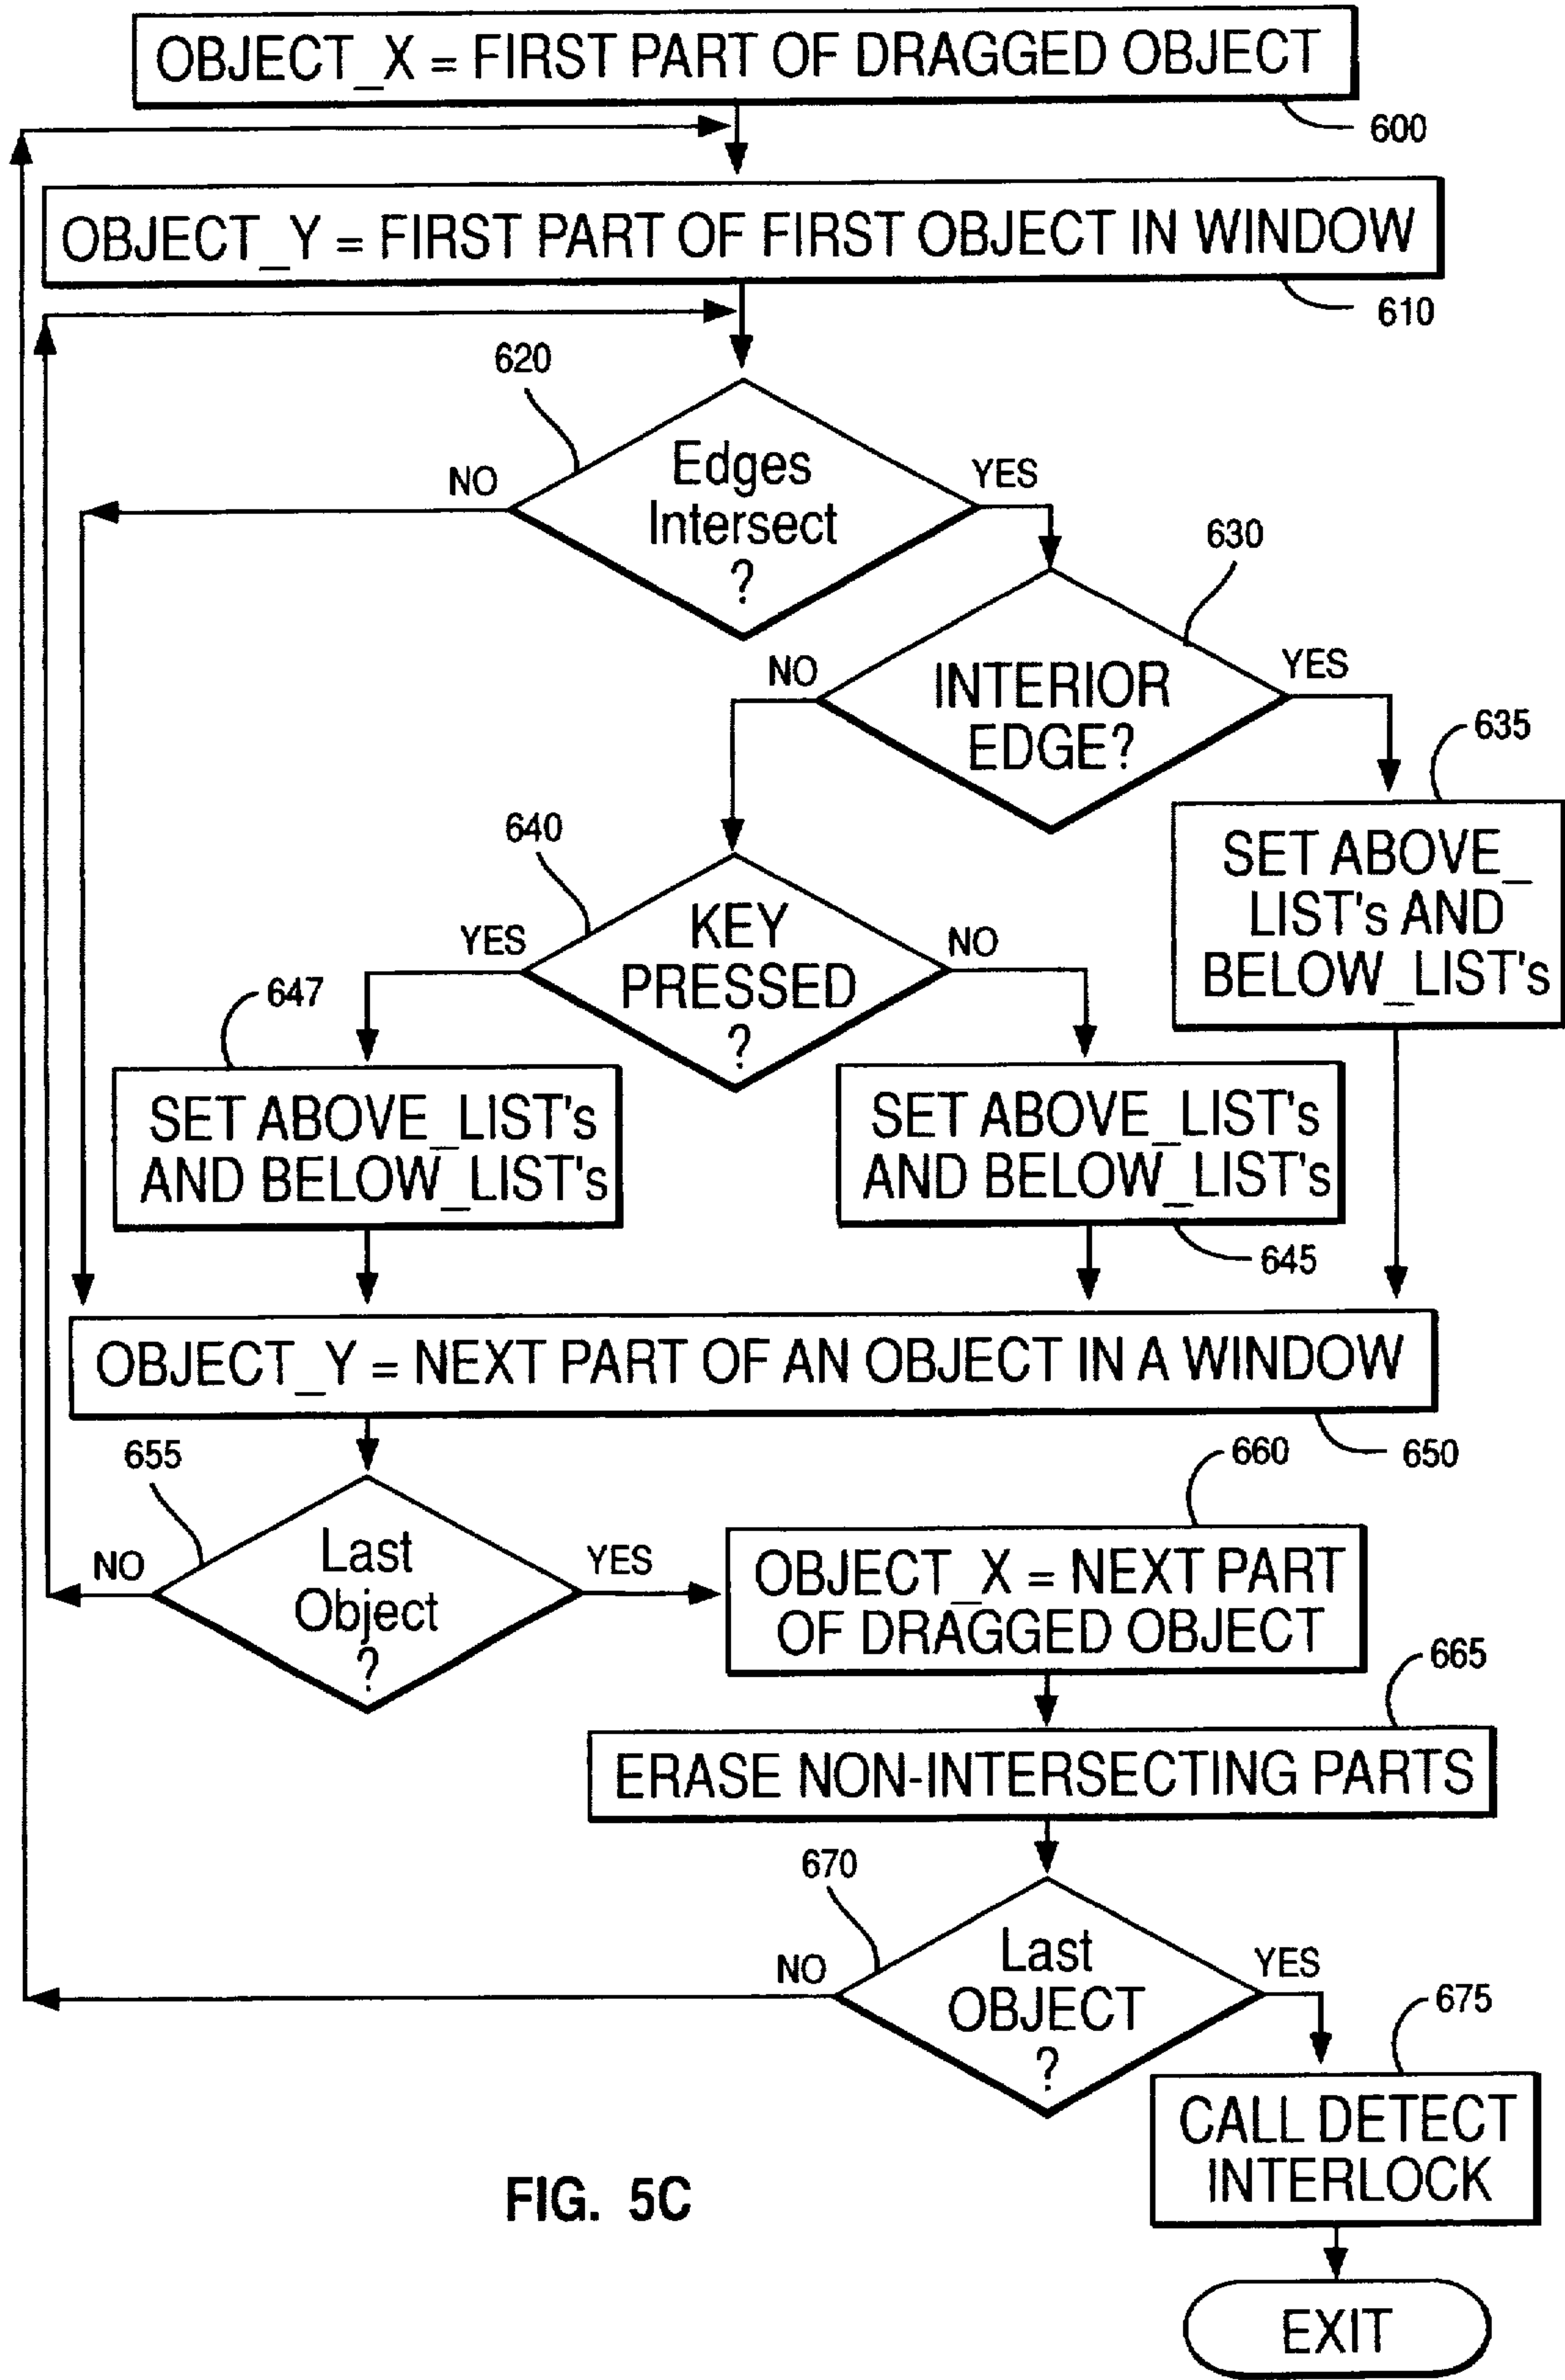 OBJECT_X = FIRST PART OF DRAGGED OBJECT
600
OBJECT_Y = FIRST PART OF FIRST OBJECT IN WINDOW
610
620
Edges
Intersect
?
NO
YES
630
INTERIOR
EDGE?
NO
YES
635
SET ABOVE_
LIST's AND
BELOW_LIST's
640
KEY
PRESSED
?
YES
NO
647
SET ABOVE_LIST's
AND BELOW_LIST's
SET ABOVE_LIST's
AND BELOW_LIST's
645
OBJECT_Y = NEXT PART OF AN OBJECT IN A WINDOW
650
655
Last
Object
?
NO
YES
660
OBJECT_X = NEXT PART
OF DRAGGED OBJECT
665
ERASE NON-INTERSECTING PARTS
670
Last
OBJECT
?
NO
YES
675
CALL DETECT
INTERLOCK
EXIT
FIG. 5C